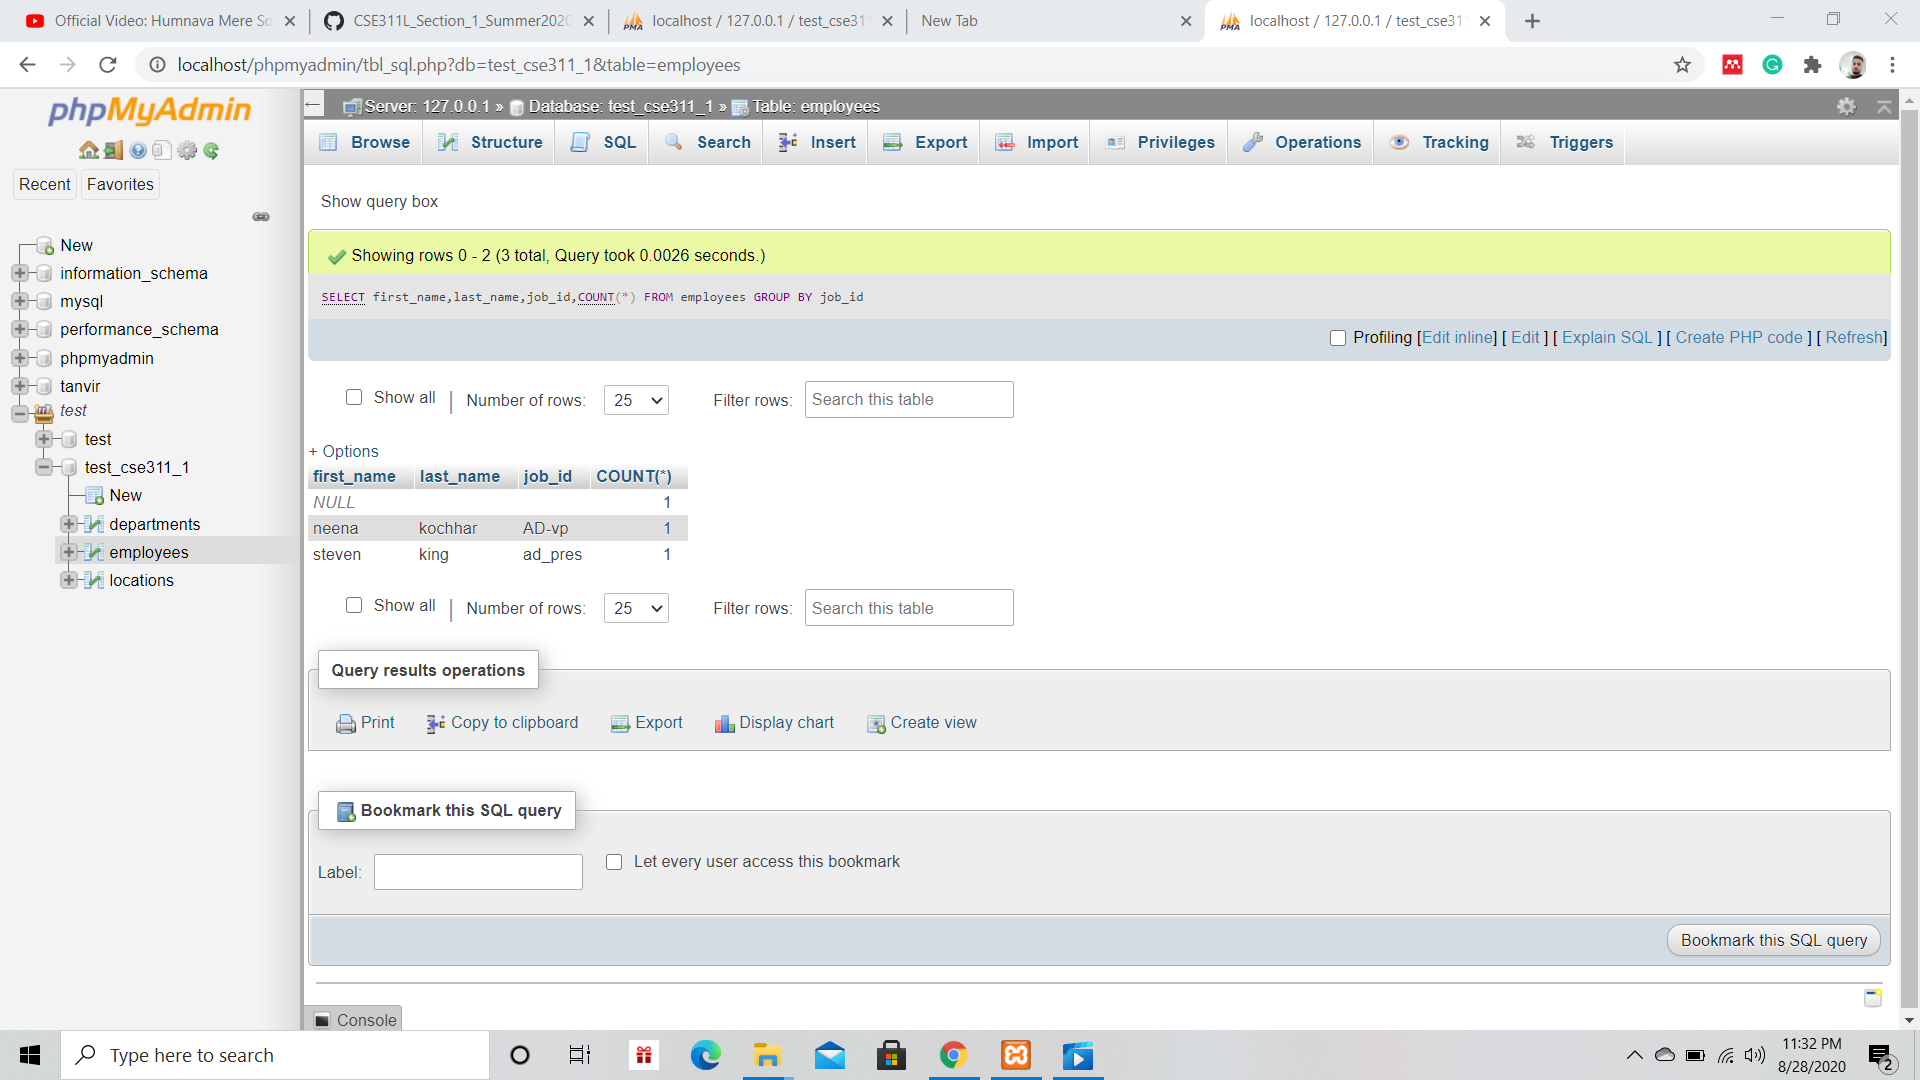 Official Video: Humnava Mere So
CSE311L_Section_1_Summer2020
localhost / 127.0.0.1 / test_cse311
New Tab
localhost / 127.0.0.1 / test_cse311
localhost/phpmyadmin/tbl_sql.php?db=test_cse311_1&table=employees
phpMyAdmin
Recent
Favorites
New
information_schema
mysql
performance_schema
phpmyadmin
tanvir
test
test
test_cse311_1
New
departments
employees
locations
Server: 127.0.0.1 » Database: test_cse311_1 » Table: employees
Browse Structure SQL Search Insert Export Import Privileges Operations Tracking Triggers
Show query box
Showing rows 0 - 2 (3 total, Query took 0.0026 seconds.)
SELECT first_name,last_name,job_id,COUNT(*) FROM employees GROUP BY job_id
Profiling [Edit inline] [ Edit ] [ Explain SQL ] [ Create PHP code ] [ Refresh]
Show all | Number of rows: 25 Filter rows: Search this table
+ Options
first_name last_name job_id COUNT(*)
NULL 1
neena kochhar AD-vp 1
steven king ad_pres 1
Show all | Number of rows: 25 Filter rows: Search this table
Query results operations
Print Copy to clipboard Export Display chart Create view
Bookmark this SQL query
Label: Let every user access this bookmark
Bookmark this SQL query
Console
Type here to search
11:32 PM
8/28/2020
2